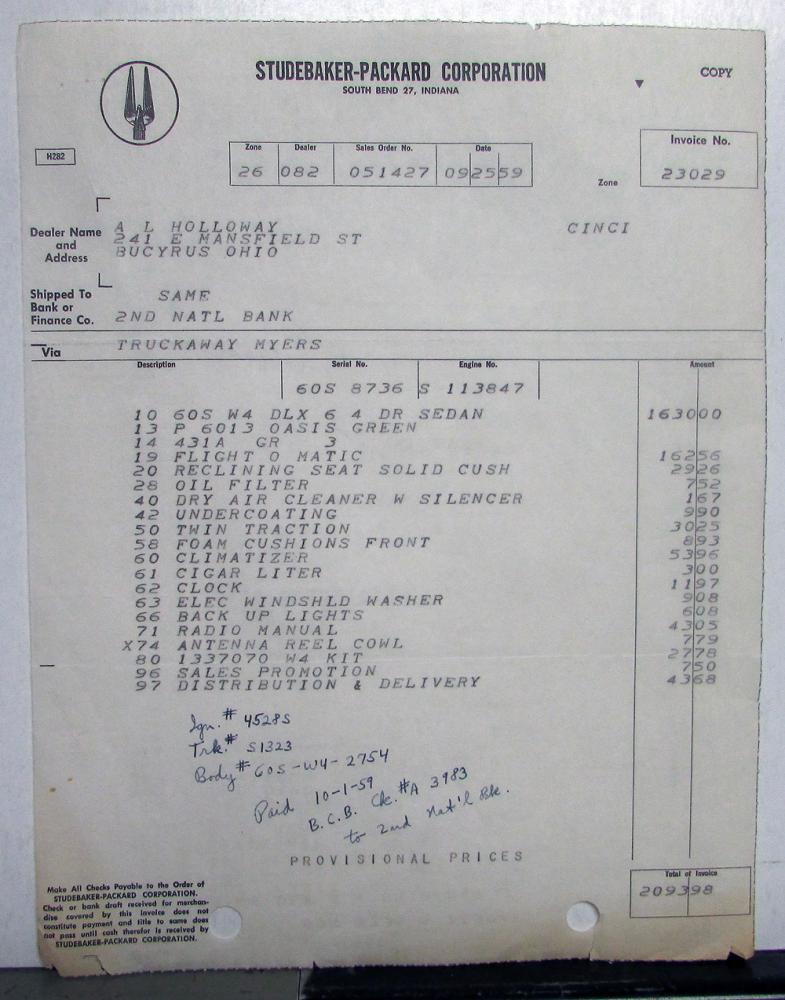 STUDEBAKER-PACKARD CORPORATION
SOUTH BEND 27, INDIANA
COPY
H282
Zone Dealer Sales Order No. Date
26 082 051427 092559
Zone
Invoice No.
23029
Dealer Name and Address
A L HOLLOWAY
241 E MANSFIELD ST
BUCYRUS OHIO
CINCI
Shipped To
Bank or
Finance Co.
SAME
2ND NATL BANK
Via TRUCKAWAY MYERS
Description Serial No. Engine No. Amount
60S 8736 S 113847
10 60S W4 DLX 6 4 DR SEDAN 163000
13 P 6013 OASIS GREEN
14 431A GR 3
19 FLIGHT O MATIC 16256
20 RECLINING SEAT SOLID CUSH 2926
28 OIL FILTER 752
40 DRY AIR CLEANER W SILENCER 167
42 UNDERCOATING 990
50 TWIN TRACTION 3025
58 FOAM CUSHIONS FRONT 893
60 CLIMATIZER 5396
61 CIGAR LITER 300
62 CLOCK 1197
63 ELEC WINDSHLD WASHER 908
66 BACK UP LIGHTS 608
71 RADIO MANUAL 4305
X74 ANTENNA REEL COWL 779
80 1337070 W4 KIT 2778
96 SALES PROMOTION 750
97 DISTRIBUTION & DELIVERY 4368
Ign.# 4528S
Trk.# S1323
Body# 60S-W4-2754
Paid 10-1-59
B.C.B. Ck.#A 3983
to 2nd Nat'l Bk.
PROVISIONAL PRICES
Total of Invoice
209398
Make All Checks Payable to the Order of
STUDEBAKER-PACKARD CORPORATION.
Check or bank draft received for merchan-
dise covered by this invoice does not
constitute payment and title to same does
not pass until cash therefor is received by
STUDEBAKER-PACKARD CORPORATION.